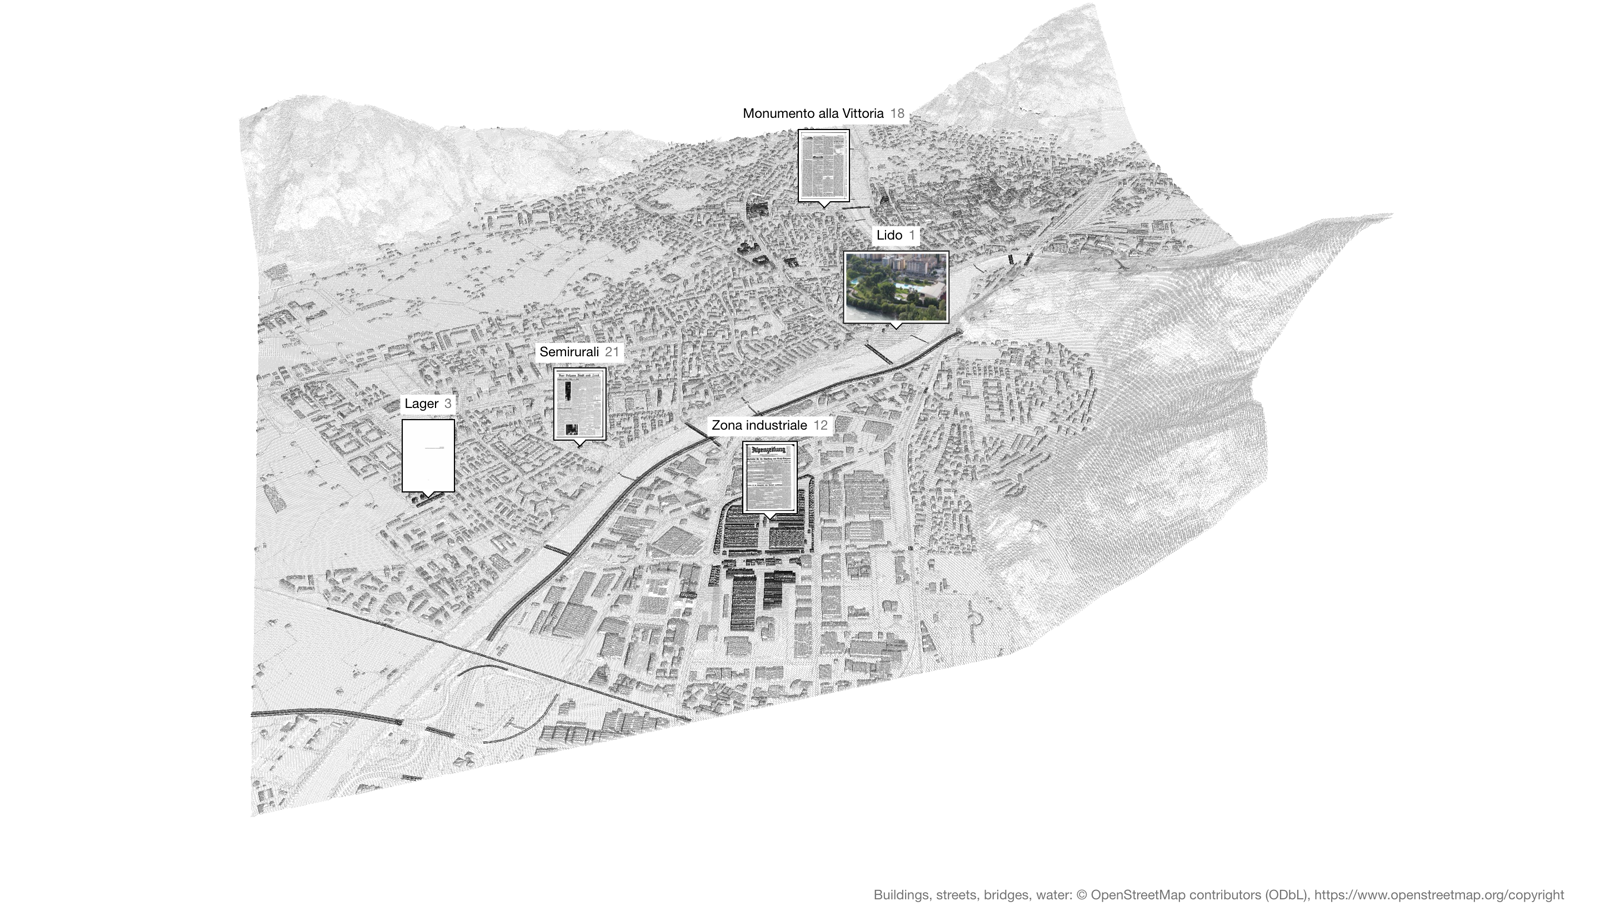 Monumento alla Vittoria 18
Lido 1
Semirurali 21
Lager 3
Zona industriale 12
Alpenzeitung
Buildings, streets, bridges, water: © OpenStreetMap contributors (ODbL), https://www.openstreetmap.org/copyright